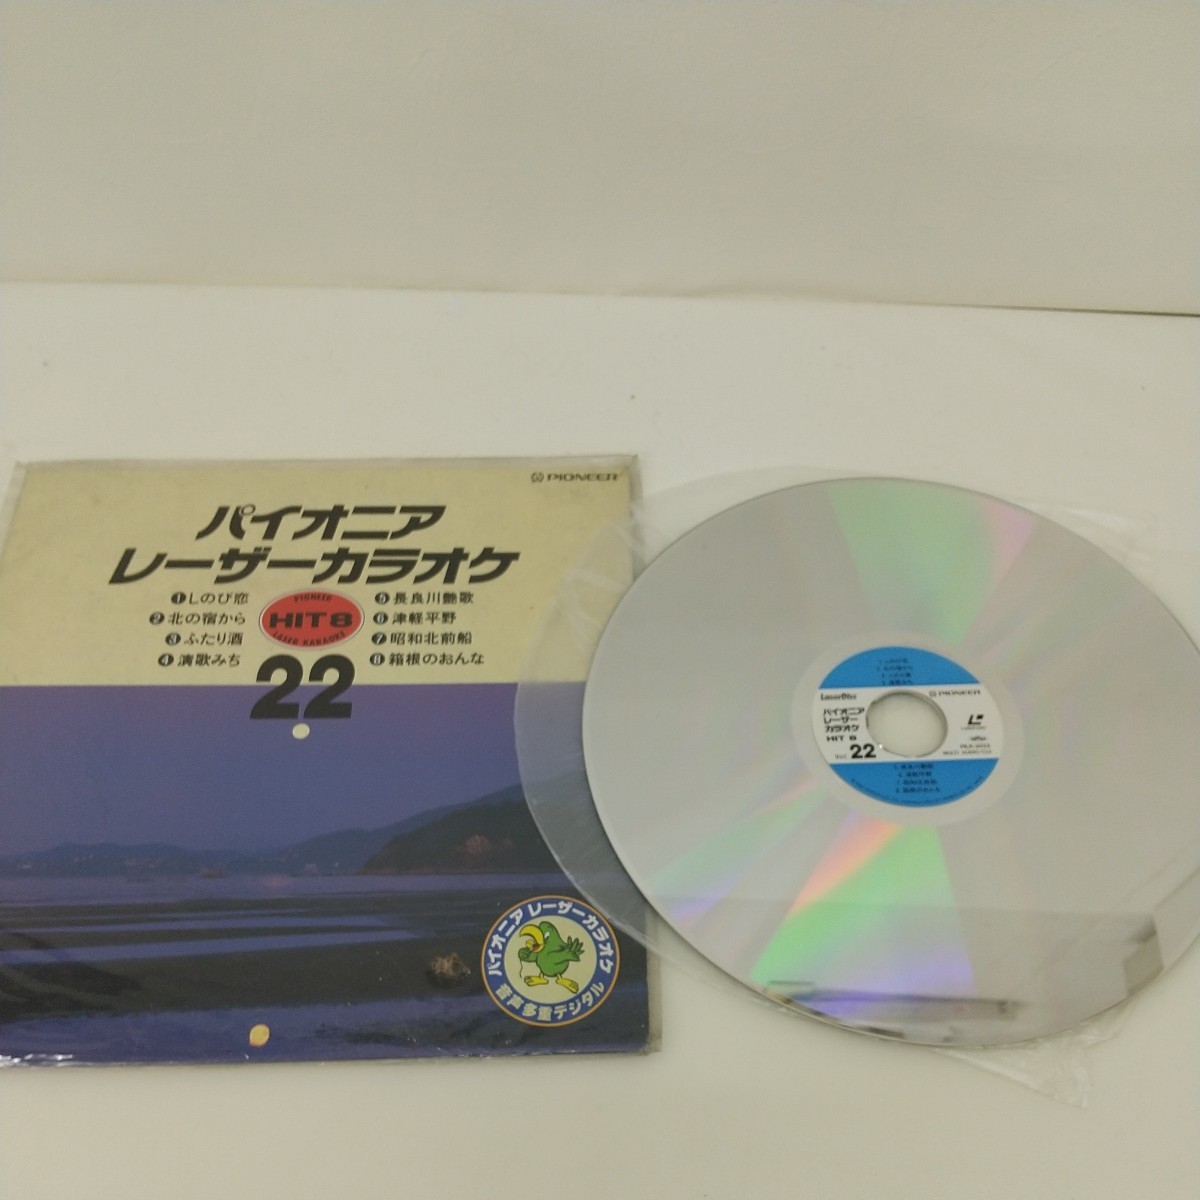 PIONEER
パイオニア
レーザーカラオケ
❶しのび恋
❷北の宿から
❸ふたり酒
❹演歌みち
PIONEER
HIT 8
LASER KARAOKE
❺長良川艶歌
❻津軽平野
❼昭和北前船
❽箱根のおんな
22
パイオニア レーザーカラオケ
音声多重デジタル
LaserDisc
PIONEER
パイオニア
レーザー
カラオケ
HIT 8
22